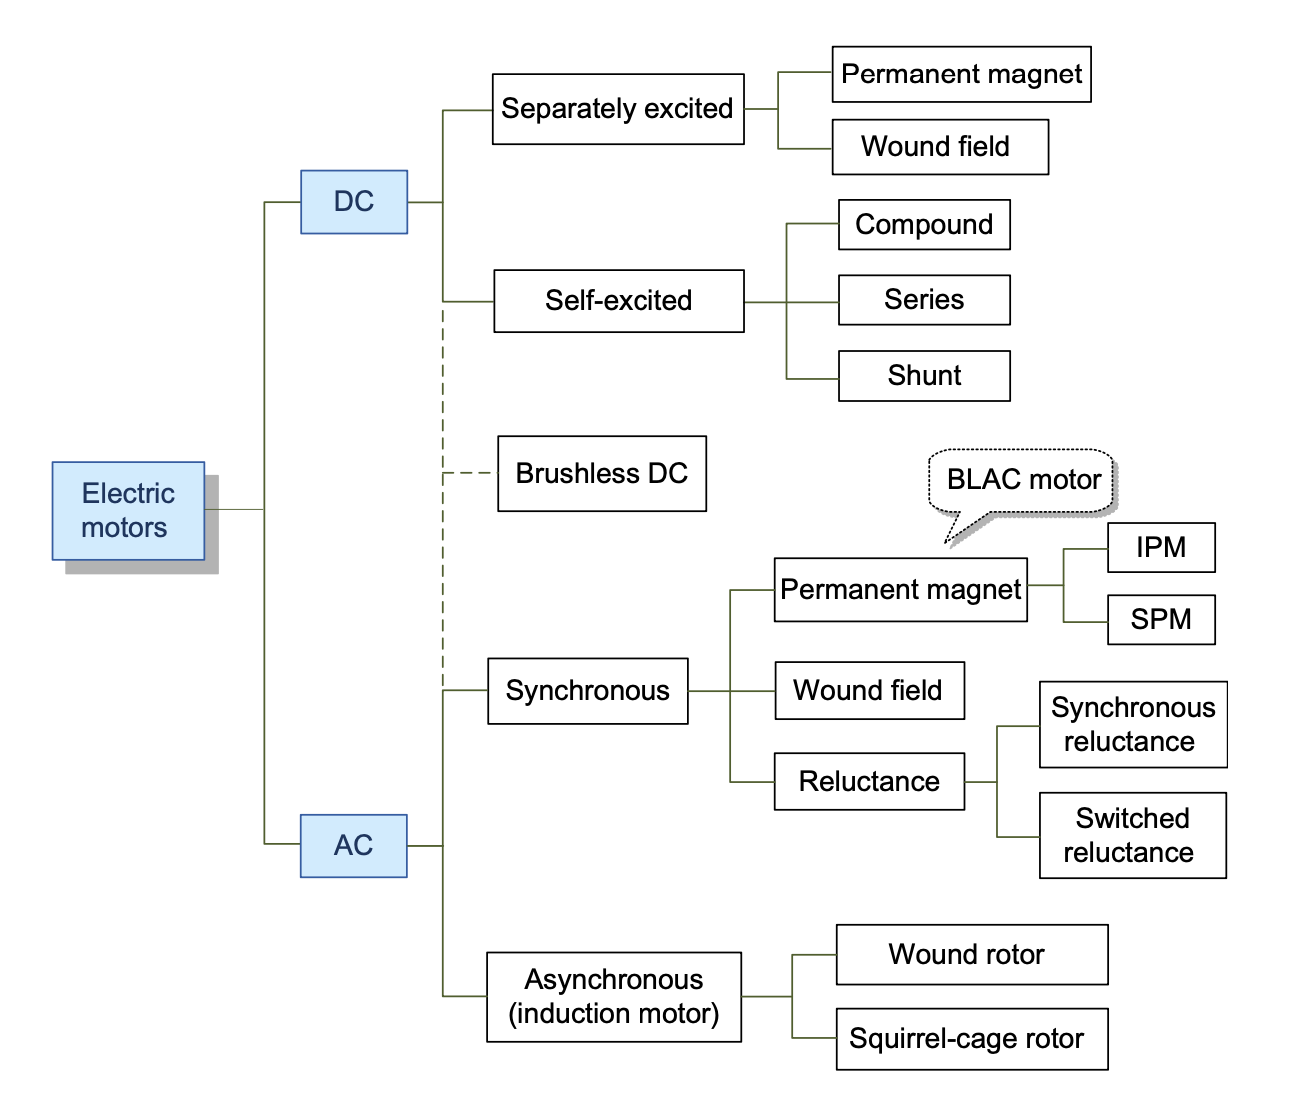 Permanent magnet
Separately excited
Wound field
DC
Compound
Self-excited
Series
Shunt
Electric
motors
Brushless DC
BLAC motor
IPM
Permanent magnet
SPM
Synchronous
Wound field
Synchronous
reluctance
Reluctance
Switched
reluctance
AC
Wound rotor
Asynchronous
(induction motor)
Squirrel-cage rotor